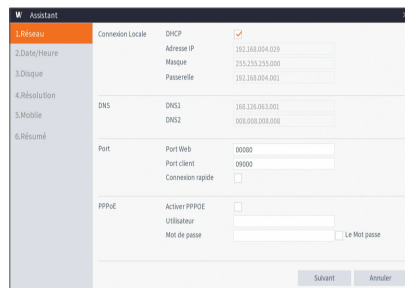 W Assistant
1.Réseau
2.Date/Heure
3.Disque
4.Résolution
5.Moblie
6.Résumé
Connexion Locale
DHCP
Adresse IP 192.168.004.029
Masque 255.255.255.000
Passerelle 192.168.004.001
DNS
DNS1 168.126.063.001
DNS2 008.008.008.008
Port
Port Web 00080
Port client 09000
Connexion rapide
PPPoE
Activer PPPOE
Utilisateur
Mot de passe Le Mot passe
Suivant Annuler